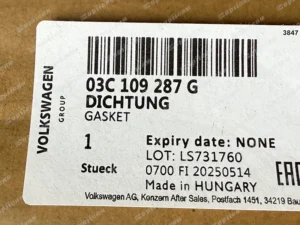 3847
VOLKSWAGEN
GROUP
03C 109 287 G
DICHTUNG
GASKET
1
Expiry date: NONE
LOT: LS731760
Stueck
0700 FI 20250514
Made in HUNGARY
EAC
Volkswagen AG, Konzern After Sales, Postfach 1451, 34219 Bau